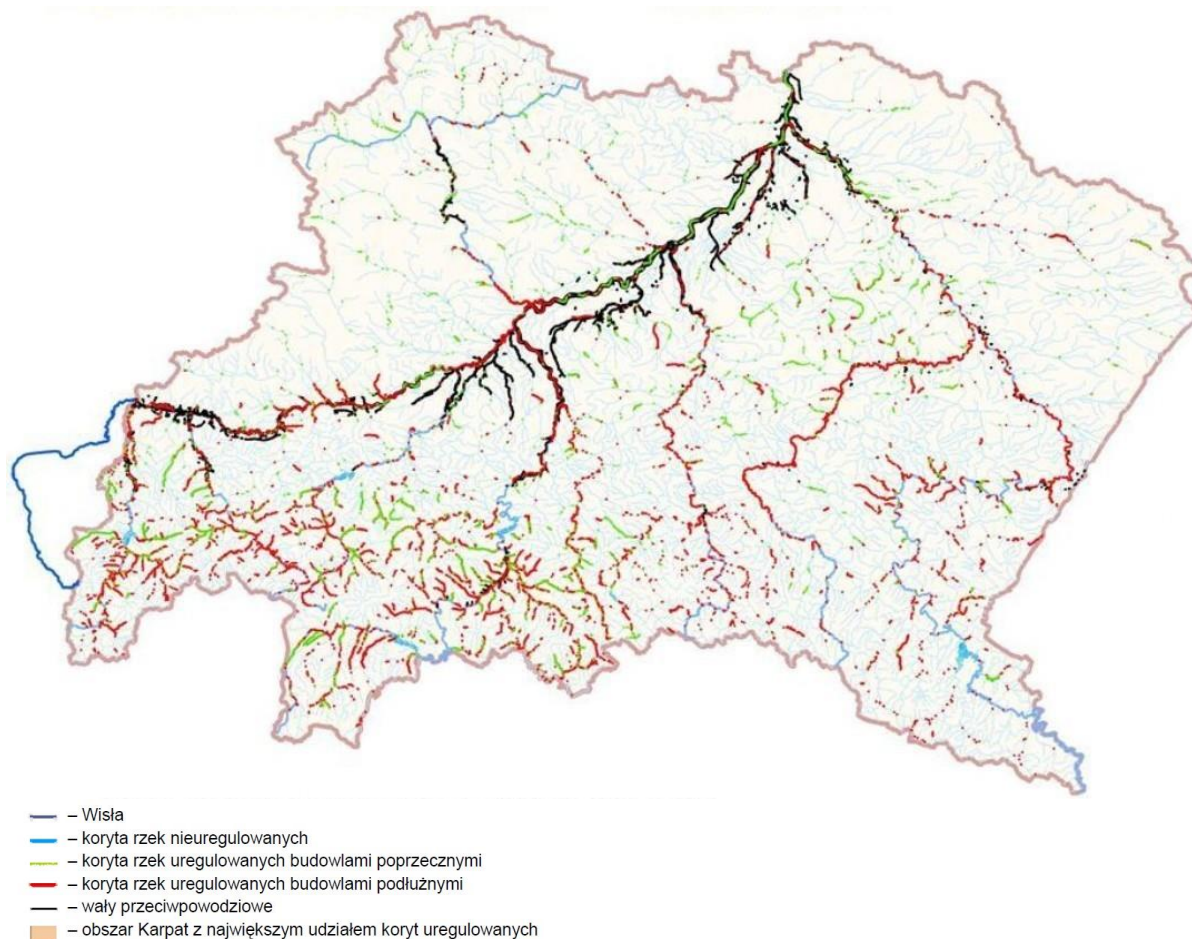 – Wisła
– koryta rzek nieuregulowanych
– koryta rzek uregulowanych budowlami poprzecznymi
– koryta rzek uregulowanych budowlami podłużnymi
– wały przeciwpowodziowe
– obszar Karpat z największym udziałem koryt uregulowanych